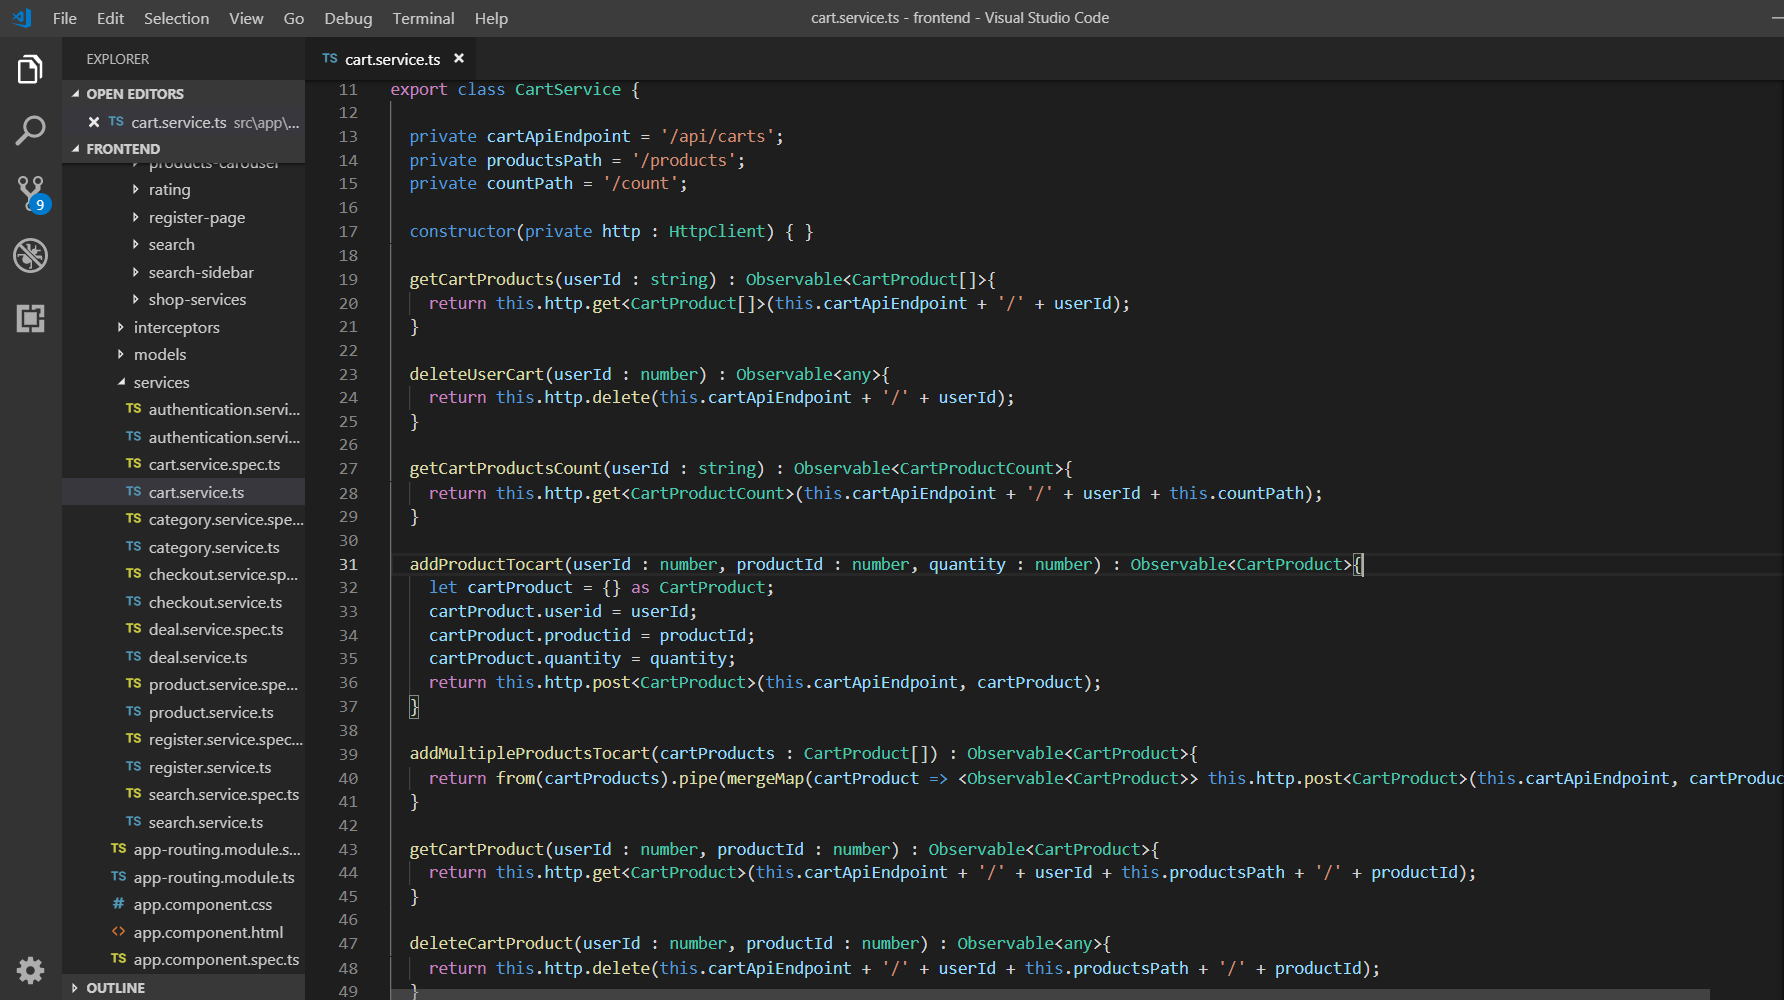 File Edit Selection View Go Debug Terminal Help
cart.service.ts - frontend - Visual Studio Code
EXPLORER
OPEN EDITORS
TS cart.service.ts src\app\...
FRONTEND
products-carousel
rating
register-page
search
search-sidebar
shop-services
interceptors
models
services
TS authentication.servi...
TS authentication.servi...
TS cart.service.spec.ts
TS cart.service.ts
TS category.service.spe...
TS category.service.ts
TS checkout.service.sp...
TS checkout.service.ts
TS deal.service.spec.ts
TS deal.service.ts
TS product.service.spe...
TS product.service.ts
TS register.service.spec...
TS register.service.ts
TS search.service.spec.ts
TS search.service.ts
TS app-routing.module.s...
TS app-routing.module.ts
# app.component.css
<> app.component.html
TS app.component.spec.ts
OUTLINE
9
TS cart.service.ts
11 export class CartService {
12
13 private cartApiEndpoint = '/api/carts';
14 private productsPath = '/products';
15 private countPath = '/count';
16
17 constructor(private http : HttpClient) { }
18
19 getCartProducts(userId : string) : Observable<CartProduct[]>{
20 return this.http.get<CartProduct[]>(this.cartApiEndpoint + '/' + userId);
21 }
22
23 deleteUserCart(userId : number) : Observable<any>{
24 return this.http.delete(this.cartApiEndpoint + '/' + userId);
25 }
26
27 getCartProductsCount(userId : string) : Observable<CartProductCount>{
28 return this.http.get<CartProductCount>(this.cartApiEndpoint + '/' + userId + this.countPath);
29 }
30
31 addProductTocart(userId : number, productId : number, quantity : number) : Observable<CartProduct>{
32 let cartProduct = {} as CartProduct;
33 cartProduct.userid = userId;
34 cartProduct.productid = productId;
35 cartProduct.quantity = quantity;
36 return this.http.post<CartProduct>(this.cartApiEndpoint, cartProduct);
37 }
38
39 addMultipleProductsTocart(cartProducts : CartProduct[]) : Observable<CartProduct>{
40 return from(cartProducts).pipe(mergeMap(cartProduct => <Observable<CartProduct>> this.http.post<CartProduct>(this.cartApiEndpoint, cartProduc
41 }
42
43 getCartProduct(userId : number, productId : number) : Observable<CartProduct>{
44 return this.http.get<CartProduct>(this.cartApiEndpoint + '/' + userId + this.productsPath + '/' + productId);
45 }
46
47 deleteCartProduct(userId : number, productId : number) : Observable<any>{
48 return this.http.delete(this.cartApiEndpoint + '/' + userId + this.productsPath + '/' + productId);
49 }